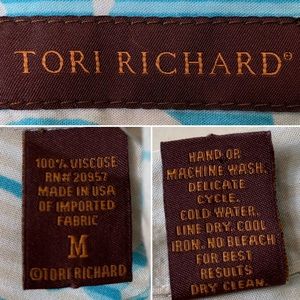 TORI RICHARD®
100% VISCOSE
RN# 20957
MADE IN USA
OF IMPORTED
FABRIC
M
©TORI RICHARD
HAND OR
MACHINE WASH.
DELICATE
CYCLE.
COLD WATER.
LINE DRY. COOL
IRON. NO BLEACH
FOR BEST
RESULTS
DRY CLEAN.